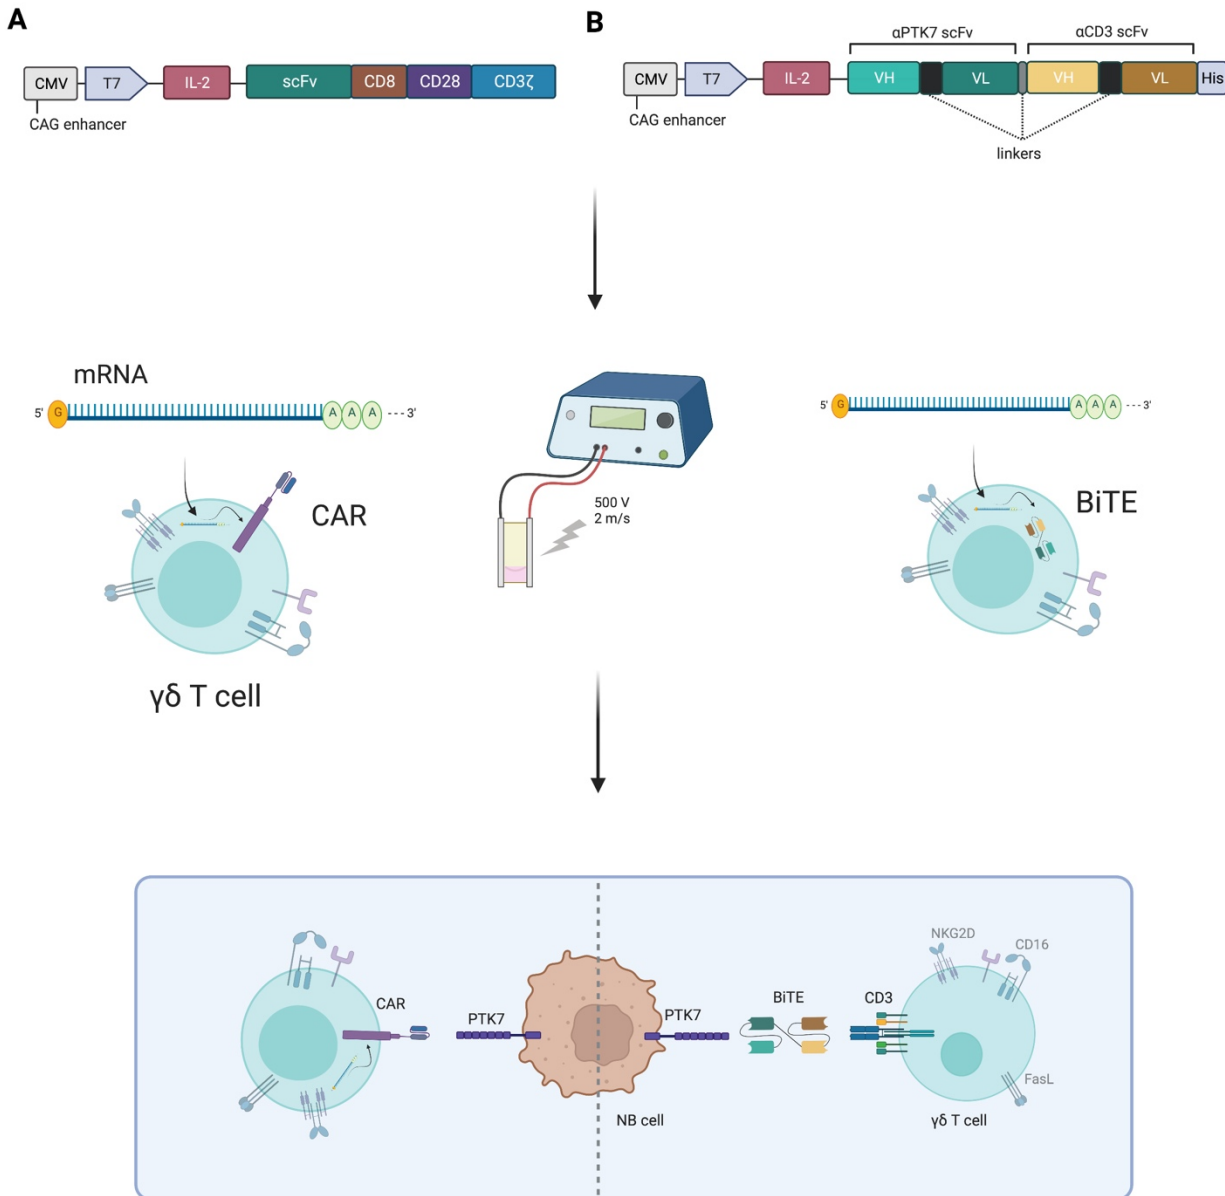 A
CMV T7 IL-2 scFv CD8 CD28 CD3ζ
CAG enhancer
B
αPTK7 scFv αCD3 scFv
CMV T7 IL-2 VH VL VH VL His
CAG enhancer
linkers
mRNA
5' G A A A 3'
CAR
γδ T cell
500 V
2 m/s
5' G A A A 3'
BiTE
CAR
PTK7
NB cell
PTK7
BiTE
CD3
NKG2D
CD16
FasL
γδ T cell